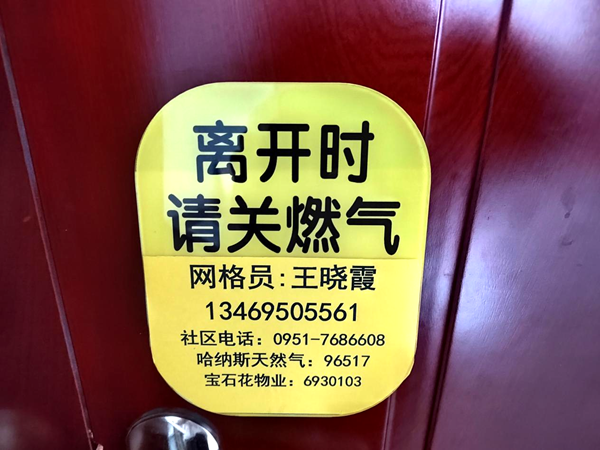 离开时
请关燃气
网格员:王晓霞
13469505561
社区电话：0951-7686608
哈纳斯天然气：96517
宝石花物业：6930103